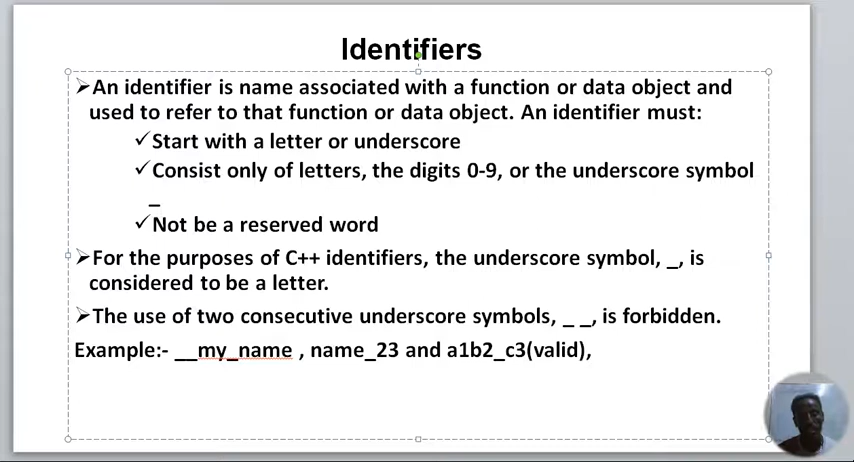 Identifiers
➢An identifier is name associated with a function or data object and
used to refer to that function or data object. An identifier must:
✓Start with a letter or underscore
✓Consist only of letters, the digits 0-9, or the underscore symbol
_
✓Not be a reserved word
➢For the purposes of C++ identifiers, the underscore symbol, _, is
considered to be a letter.
➢The use of two consecutive underscore symbols, _ _, is forbidden.
Example:- __my_name , name_23 and a1b2_c3(valid),